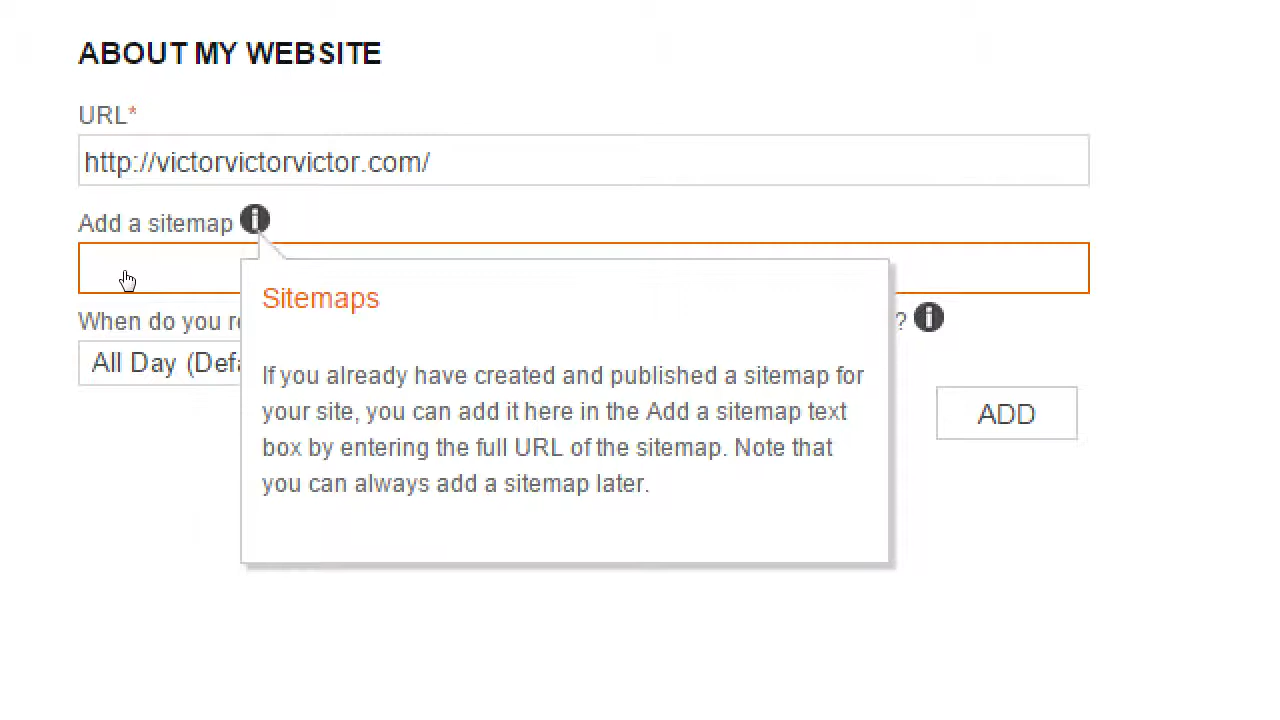 ABOUT MY WEBSITE
URL*
http://victorvictorvictor.com/
Add a sitemap i
Sitemaps
When do you ? i
All Day
If you already have created and published a sitemap for
your site, you can add it here in the Add a sitemap text
box by entering the full URL of the sitemap. Note that
you can always add a sitemap later.
ADD